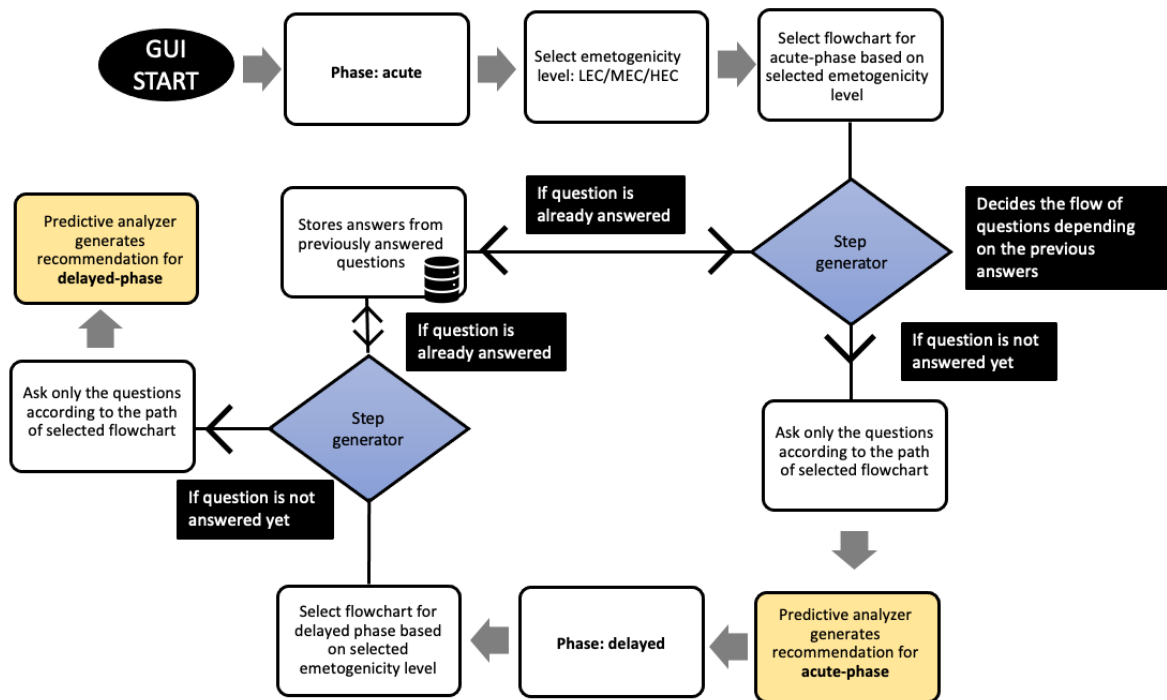 GUI
START
Phase: acute
Select emetogenicity
level: LEC/MEC/HEC
Select flowchart for
acute-phase based on
selected emetogenicity
level
If question is
already answered
Decides the flow of
questions depending
on the previous
answers
Step
generator
Stores answers from
previously answered
questions
Predictive analyzer
generates
recommendation for
delayed-phase
If question is
already answered
If question is not
answered yet
Ask only the questions
according to the path
of selected flowchart
Step
generator
Ask only the questions
according to the path
of selected flowchart
If question is not
answered yet
Select flowchart for
delayed phase based
on selected
emetogenicity level
Phase: delayed
Predictive analyzer
generates
recommendation for
acute-phase